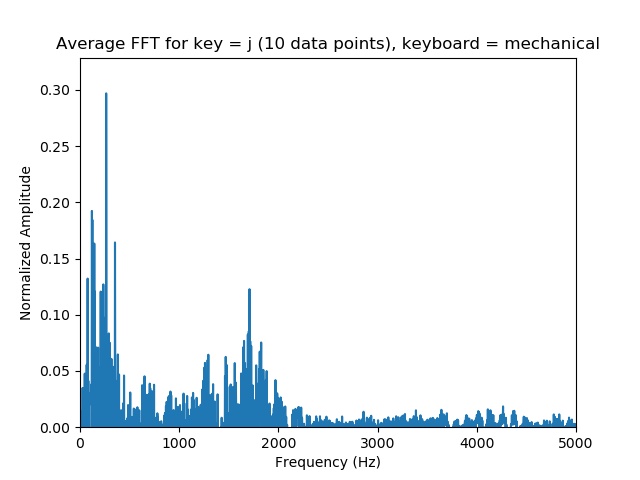 Average FFT for key = j (10 data points), keyboard = mechanical
0.30
0.25
0.20
0.15
0.10
0.05
0.00
Normalized Amplitude
0 1000 2000 3000 4000 5000
Frequency (Hz)